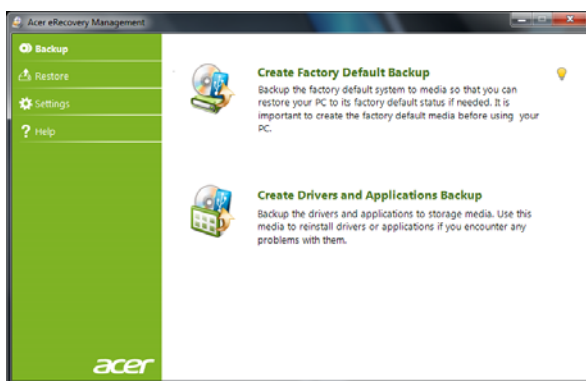 Acer eRecovery Management
Backup
Restore
Settings
? Help
Create Factory Default Backup
Backup the factory default system to media so that you can
restore your PC to its factory default status if needed. It is
important to create the factory default media before using your
PC.
Create Drivers and Applications Backup
Backup the drivers and applications to storage media. Use this
media to reinstall drivers or applications if you encounter any
problems with them.
acer